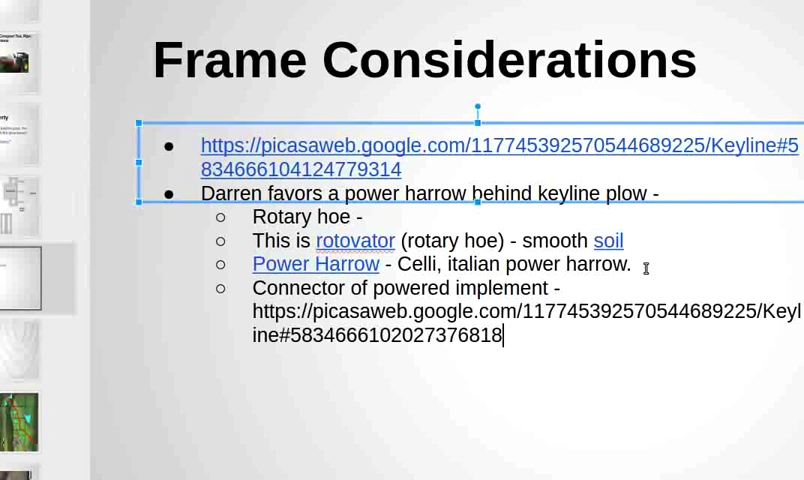 Frame Considerations
https://picasaweb.google.com/117745392570544689225/Keyline#5
834666104124779314
Darren favors a power harrow behind keyline plow -
Rotary hoe -
This is rotovator (rotary hoe) - smooth soil
Power Harrow - Celli, italian power harrow.
Connector of powered implement -
https://picasaweb.google.com/117745392570544689225/Keyl
ine#5834666102027376818